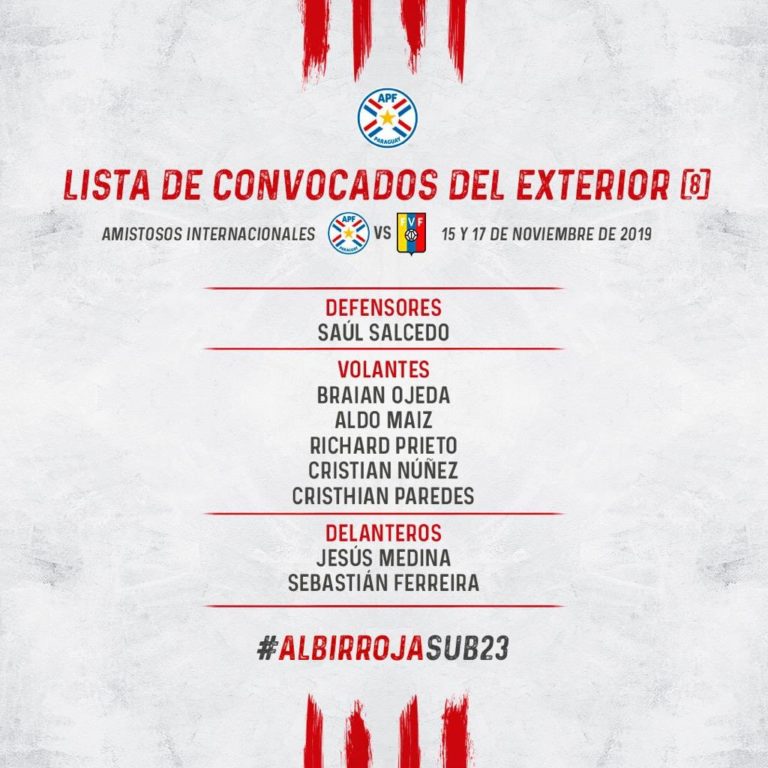 APF
PARAGUAY
LISTA DE CONVOCADOS DEL EXTERIOR [8]
AMISTOSOS INTERNACIONALES APF PARAGUAY VS FVF 15 Y 17 DE NOVIEMBRE DE 2019
DEFENSORES
SAÚL SALCEDO
VOLANTES
BRAIAN OJEDA
ALDO MAIZ
RICHARD PRIETO
CRISTIAN NÚÑEZ
CRISTHIAN PAREDES
DELANTEROS
JESÚS MEDINA
SEBASTIÁN FERREIRA
#ALBIRROJASUB23